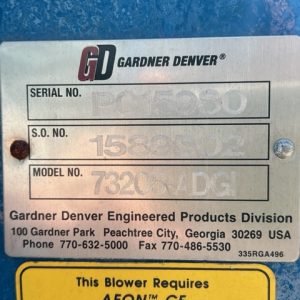 GD GARDNER DENVER®
SERIAL NO.
S.O. NO.
MODEL NO.
Gardner Denver Engineered Products Division
100 Gardner Park Peachtree City, Georgia 30269 USA
Phone 770-632-5000 Fax 770-486-5530
335RGA496
This Blower Requires
AEON™